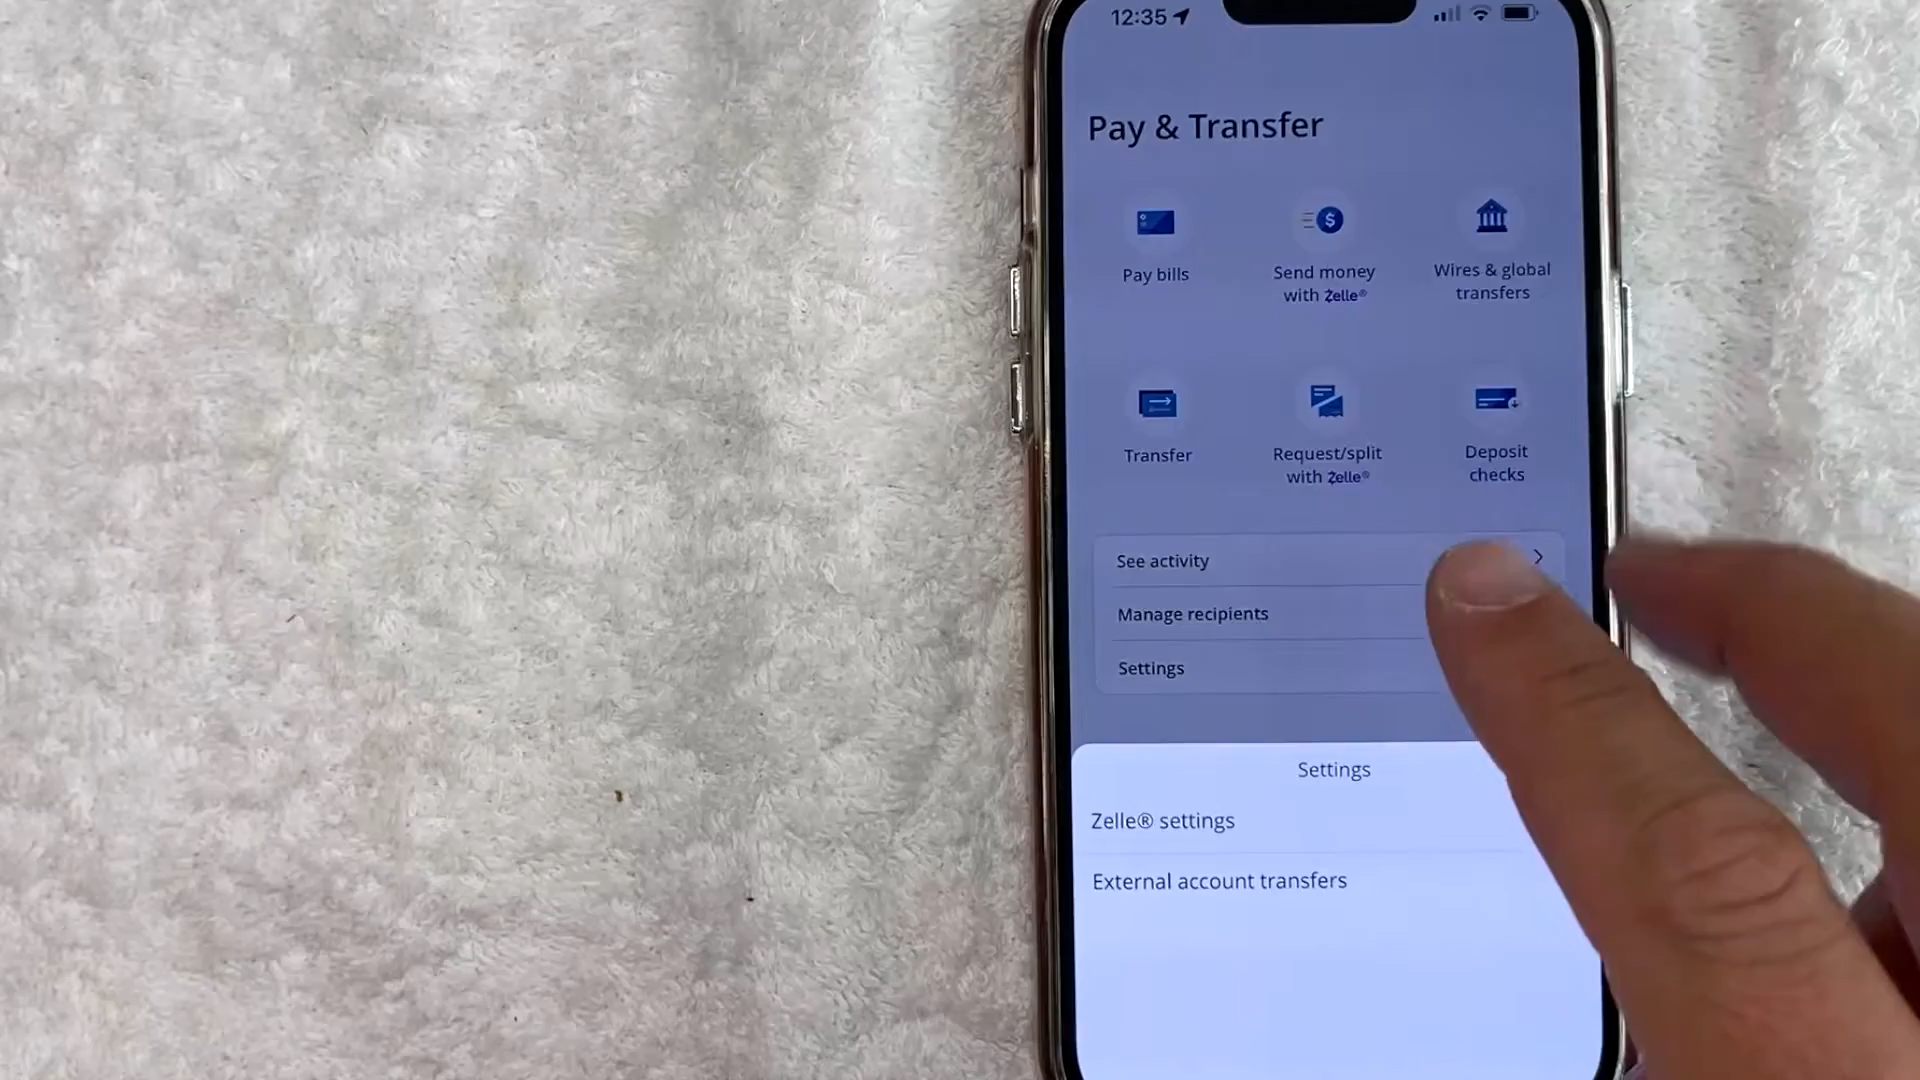 12:35
Pay & Transfer
Pay bills
Send money
with Zelle®
Wires & global
transfers
Transfer
Request/split
with Zelle®
Deposit
checks
See activity
Manage recipients
Settings
Settings
Zelle® settings
External account transfers